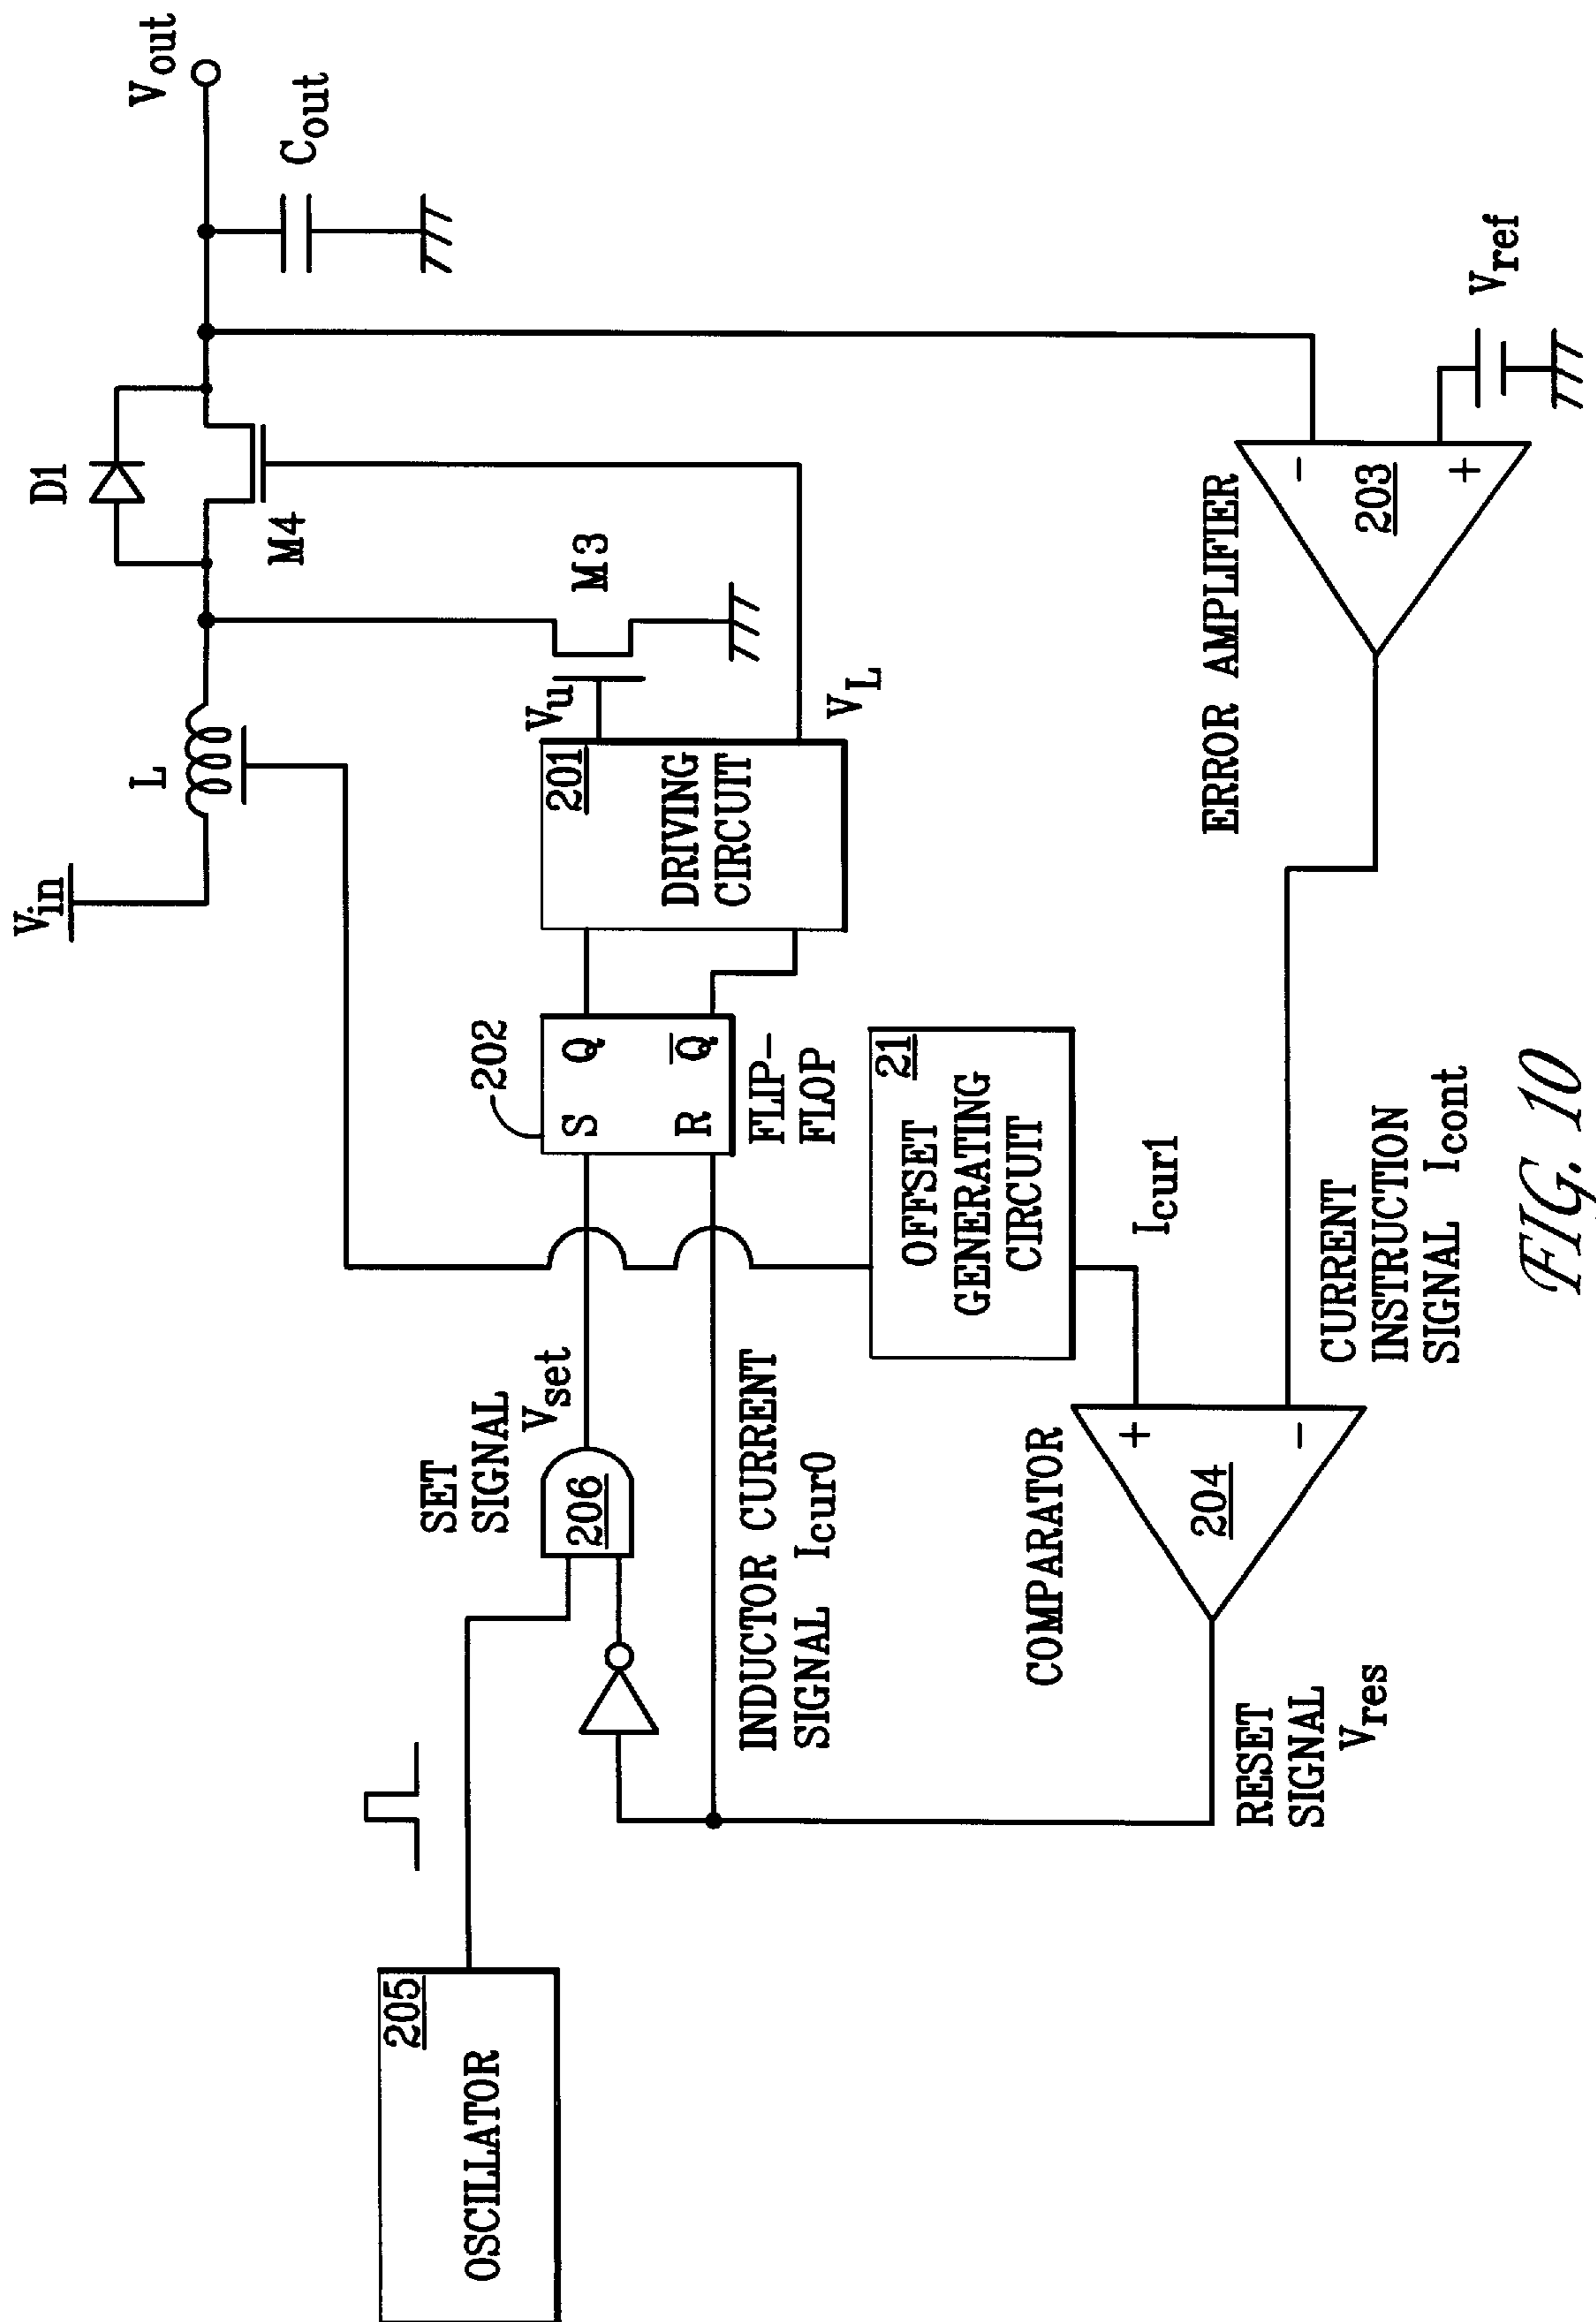 Vin
L
D1
Vout
Cout
M4
M3
Vu
VL
201
DRIVING
CIRCUIT
202
S Q
R Q̅
FLIP-
FLOP
SET
SIGNAL
Vset
206
205
OSCILLATOR
INDUCTOR CURRENT
SIGNAL Icur0
21
OFFSET
GENERATING
CIRCUIT
Icur1
COMPARATOR
+
204
-
RESET
SIGNAL
Vres
ERROR AMPLIFIER
-
203
+
Vref
CURRENT
INSTRUCTION
SIGNAL Icont
FIG. 10